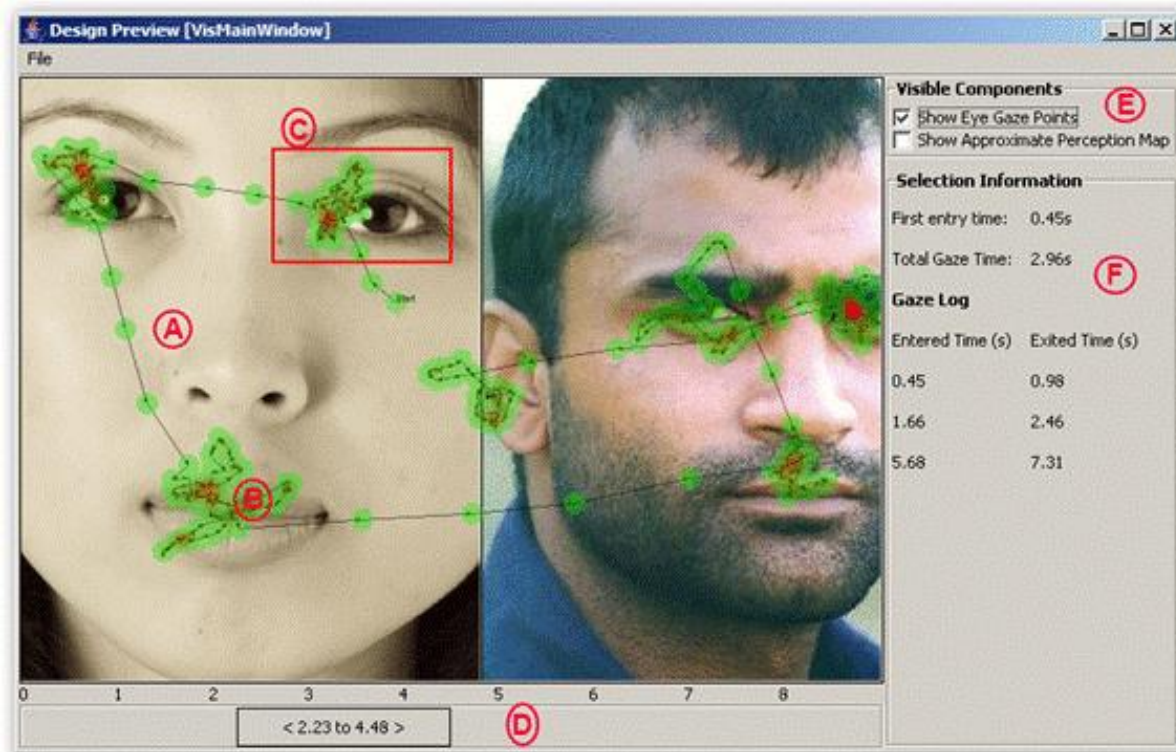 Design Preview [VisMainWindow]
File
C
Start
A
B
0 1 2 3 4 5 6 7 8
< 2.23 to 4.48 >
D
Visible Components
E
Show Eye Gaze Points
Show Approximate Perception Map
Selection Information
First entry time: 0.45s
Total Gaze Time: 2.96s
F
Gaze Log
Entered Time (s) Exited Time (s)
0.45 0.98
1.66 2.46
5.68 7.31